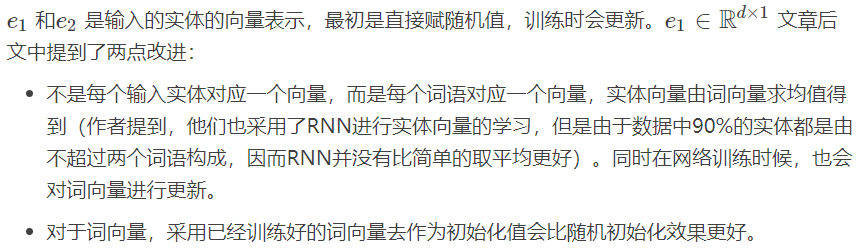 e₁ 和e₂ 是输入的实体的向量表示，最初是直接赋随机值，训练时会更新。e₁ ∈ ℝ^{d×1} 文章后
文中提到了两点改进：
• 不是每个输入实体对应一个向量，而是每个词语对应一个向量，实体向量由词向量求均值得
到（作者提到，他们也采用了RNN进行实体向量的学习，但是由于数据中90%的实体都是由
不超过两个词语构成，因而RNN并没有比简单的取平均更好）。同时在网络训练时候，也会
对词向量进行更新。
• 对于词向量，采用已经训练好的词向量去作为初始化值会比随机初始化效果更好。